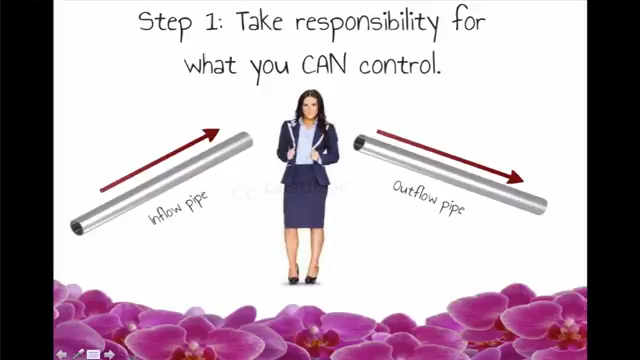 Step 1: Take responsibility for
what you CAN control.
Inflow pipe
Outflow pipe